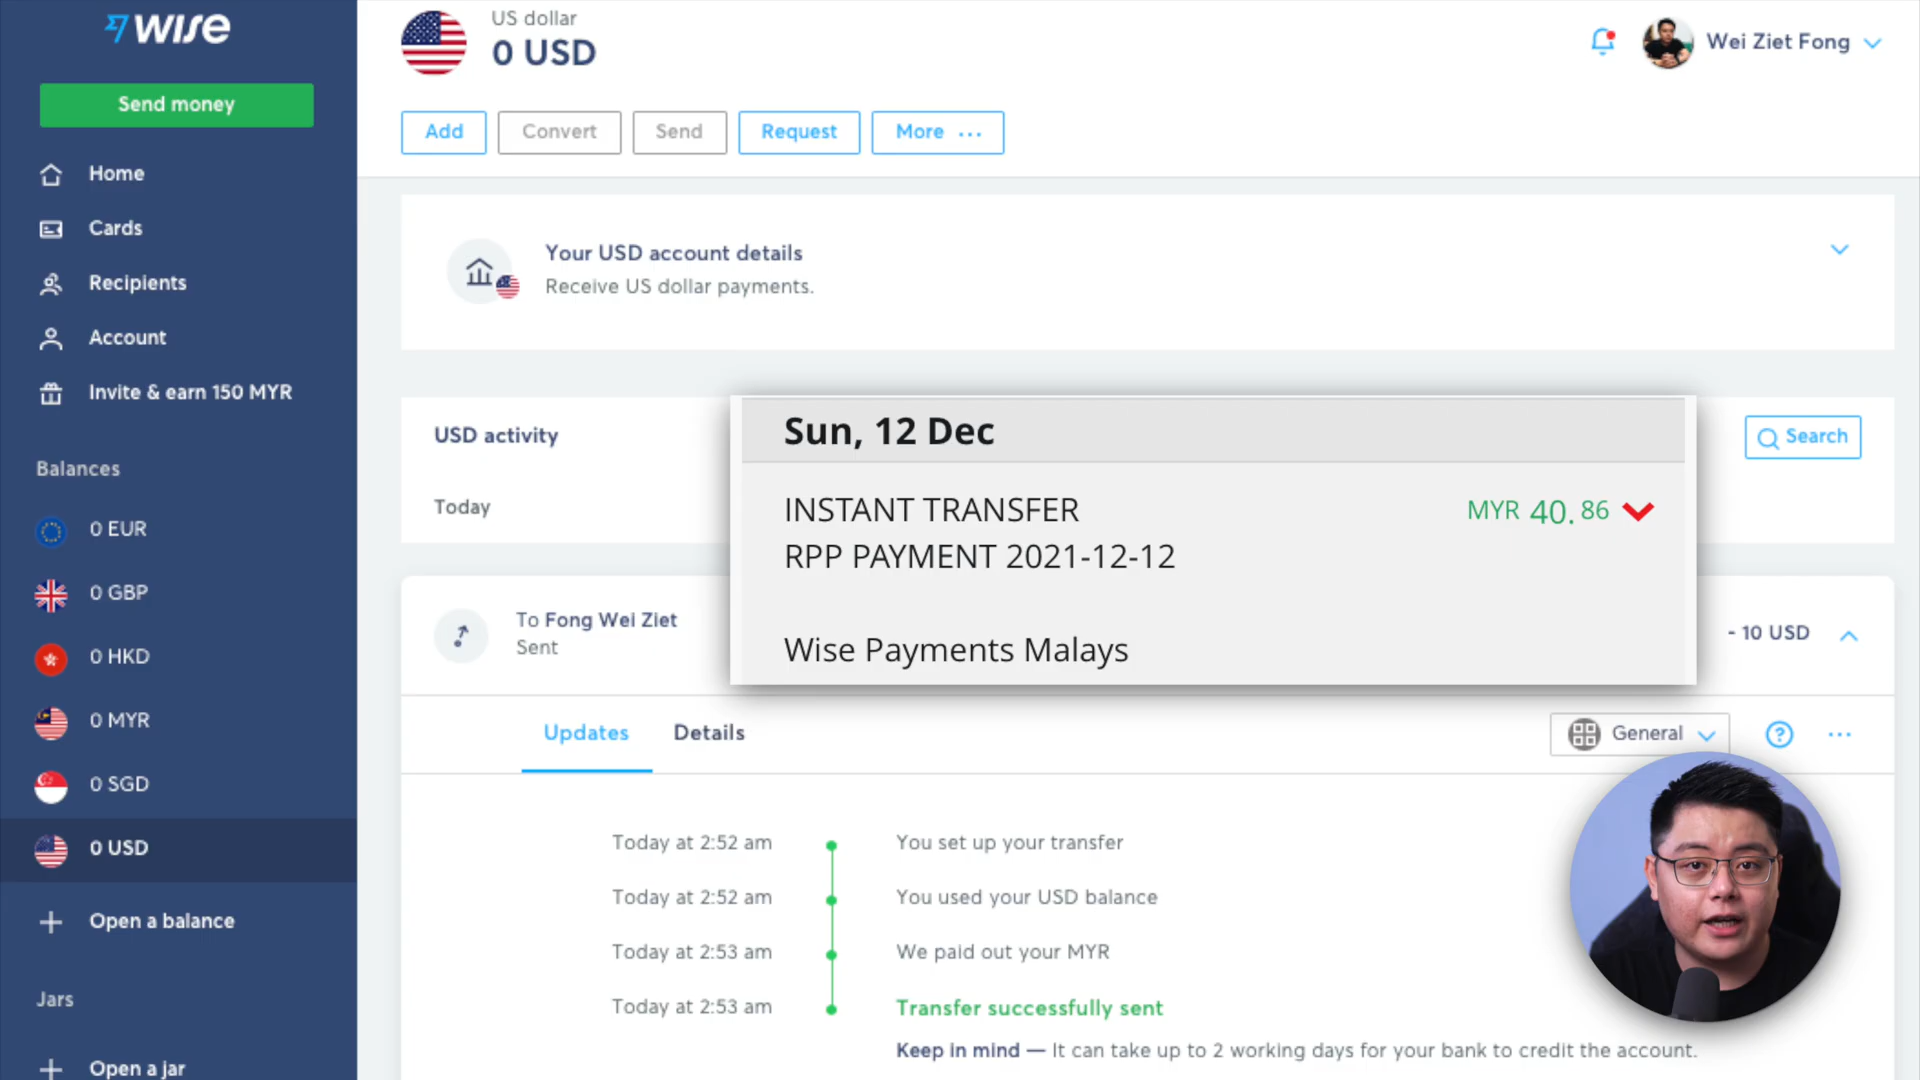 wise
Send money
Home
Cards
Recipients
Account
Invite & earn 150 MYR
Balances
0 EUR
0 GBP
0 HKD
0 MYR
0 SGD
0 USD
Open a balance
Jars
Open a jar
US dollar
0 USD
Wei Ziet Fong
Add
Convert
Send
Request
More ...
Your USD account details
Receive US dollar payments.
USD activity
Search
Today
Sun, 12 Dec
INSTANT TRANSFER
MYR 40.86
RPP PAYMENT 2021-12-12
Wise Payments Malays
To Fong Wei Ziet
Sent
- 10 USD
Updates
Details
General
?
...
Today at 2:52 am You set up your transfer
Today at 2:52 am You used your USD balance
Today at 2:53 am We paid out your MYR
Today at 2:53 am Transfer successfully sent
Keep in mind — It can take up to 2 working days for your bank to credit the account.